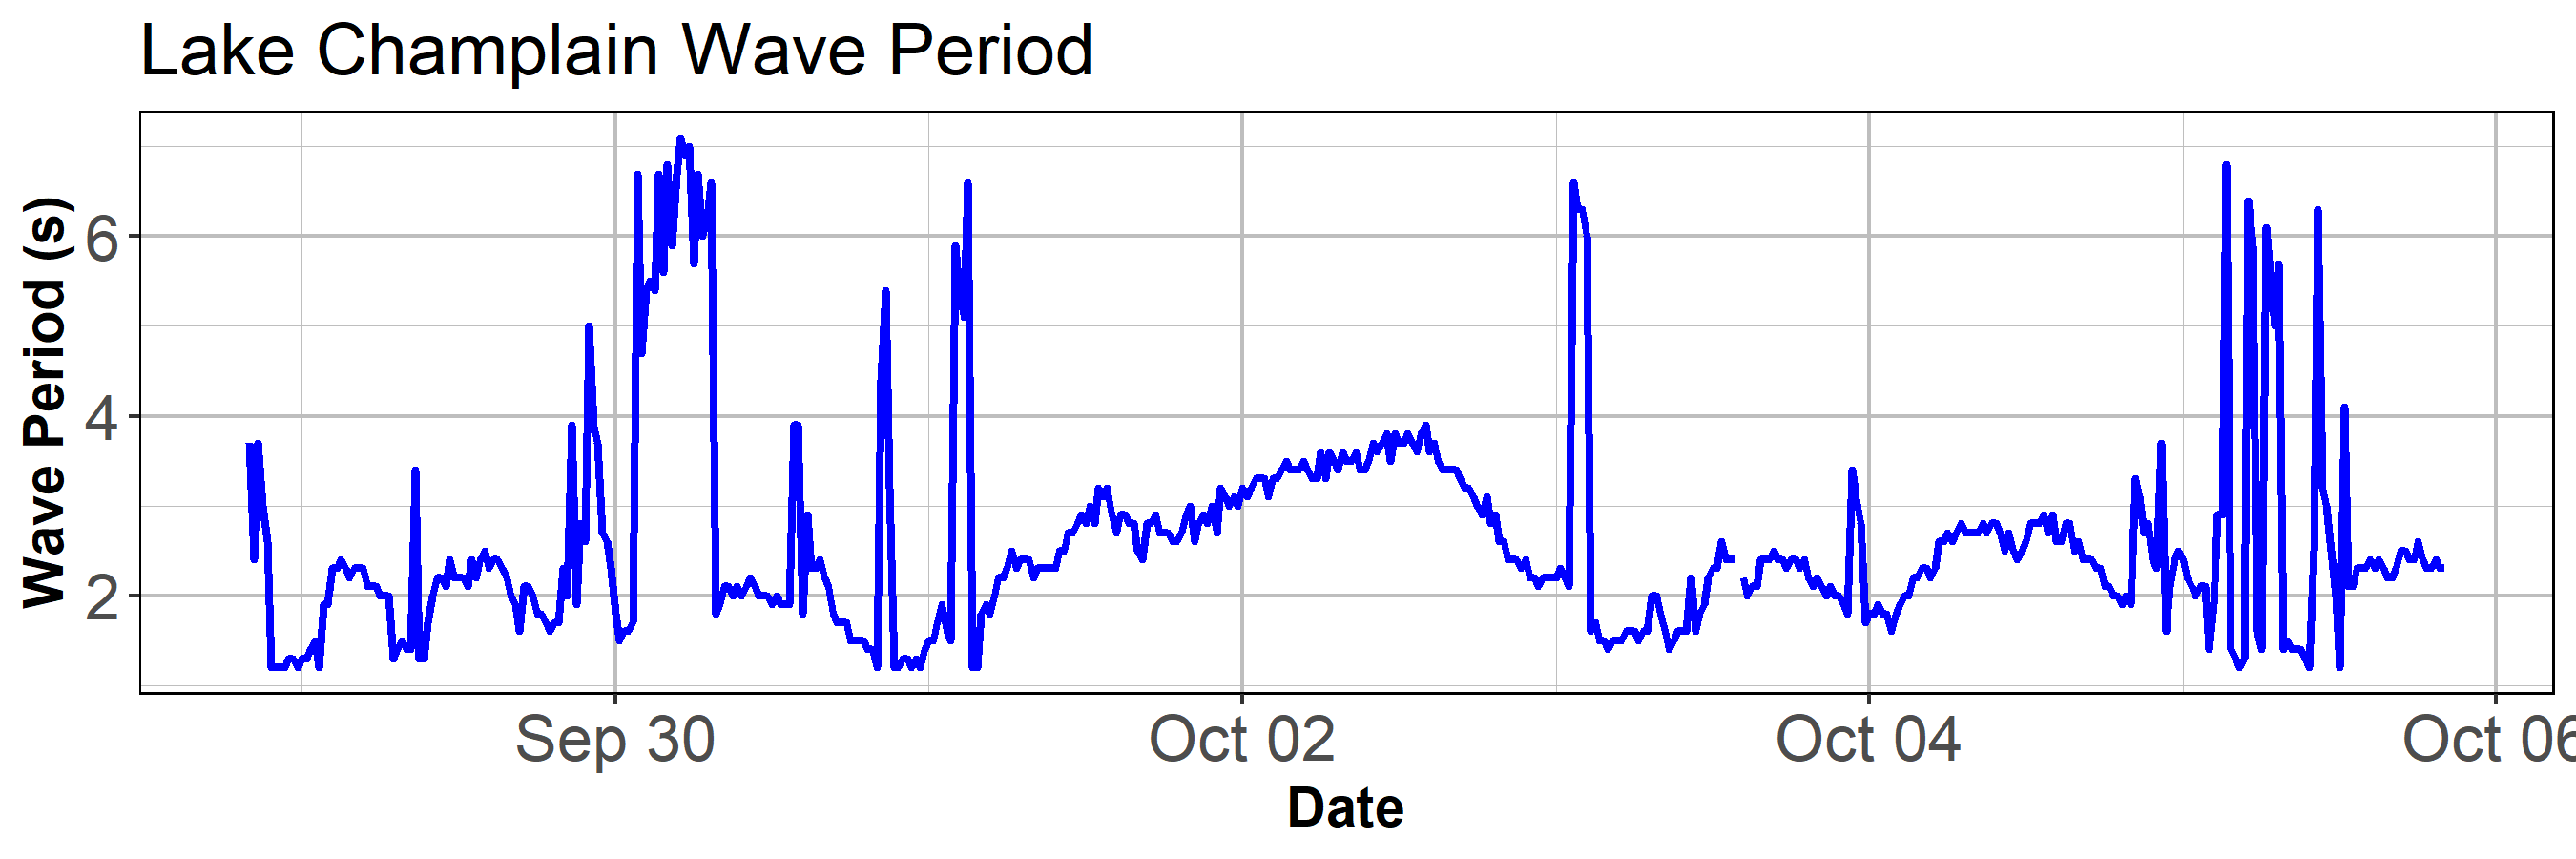 Lake Champlain Wave Period
Wave Period (s)
6
4
2
Sep 30 Oct 02 Oct 04 Oct 06
Date